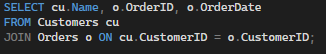 SELECT cu.Name, o.OrderID, o.OrderDate
FROM Customers cu
JOIN Orders o ON cu.CustomerID = o.CustomerID;